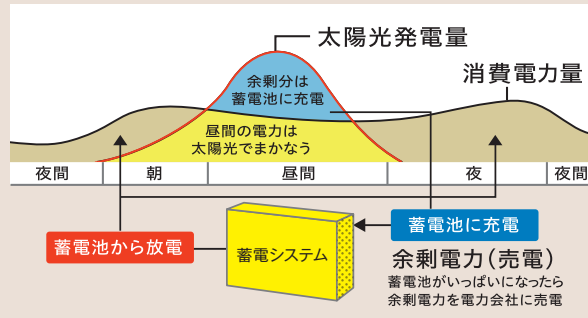 太陽光発電量
消費電力量
余剰分は
蓄電池に充電
昼間の電力は
太陽光でまかなう
夜間
朝
昼間
夜
夜間
蓄電池から放電
蓄電システム
蓄電池に充電
余剰電力(売電)
蓄電池がいっぱいになったら
余剰電力を電力会社に売電